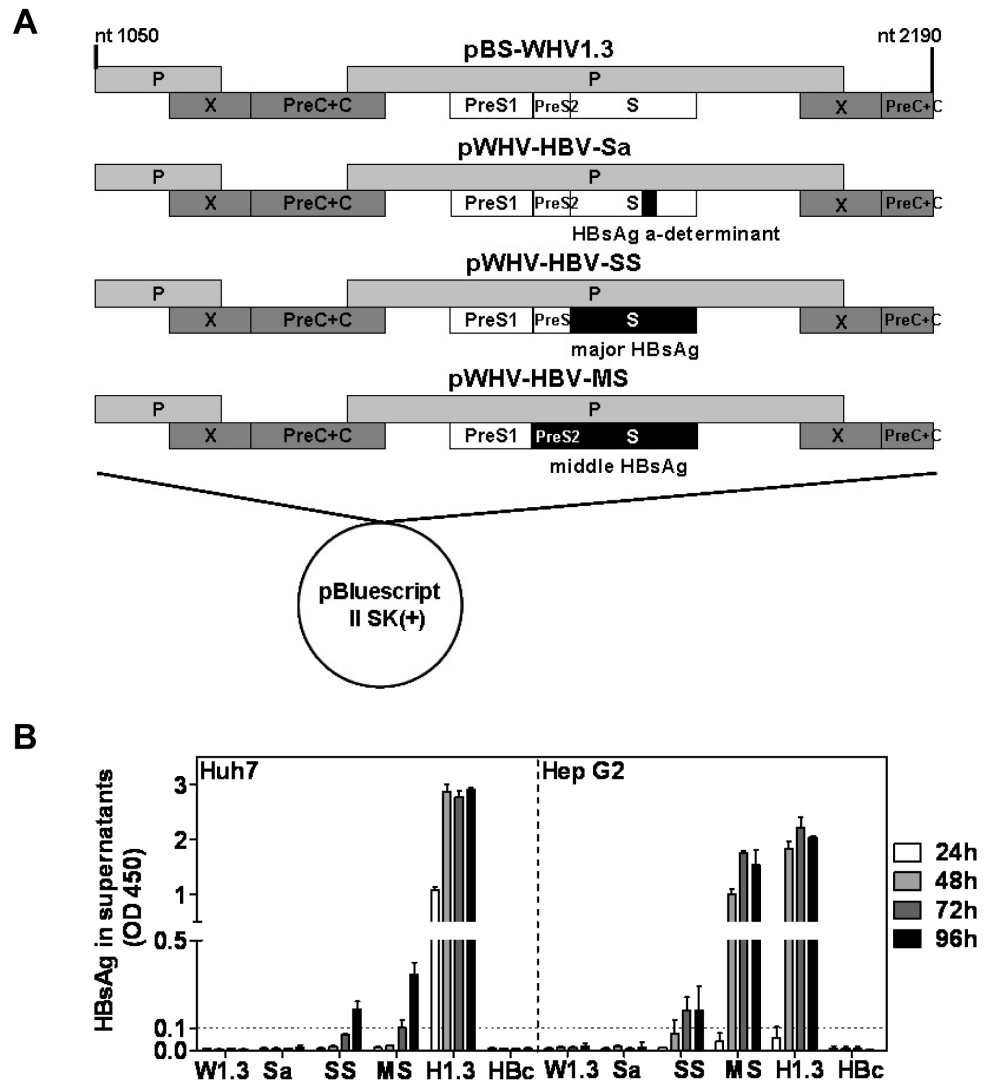 A
nt 1050 nt 2190
pBS-WHV1.3
P P
X PreC+C PreS1 PreS2 S X PreC+C
pWHV-HBV-Sa
P P
X PreC+C PreS1 PreS2 S X PreC+C
HBsAg a-determinant
pWHV-HBV-SS
P P
X PreC+C PreS1 PreS S X PreC+C
major HBsAg
pWHV-HBV-MS
P P
X PreC+C PreS1 PreS2 S X PreC+C
middle HBsAg
pBluescript
II SK(+)
B
HBsAg in supernatants
(OD 450)
3
2
1
0.5
0.1
0.0
Huh7 Hep G2
24h
48h
72h
96h
W1.3 Sa SS MS H1.3 HBc W1.3 Sa SS MS H1.3 HBc